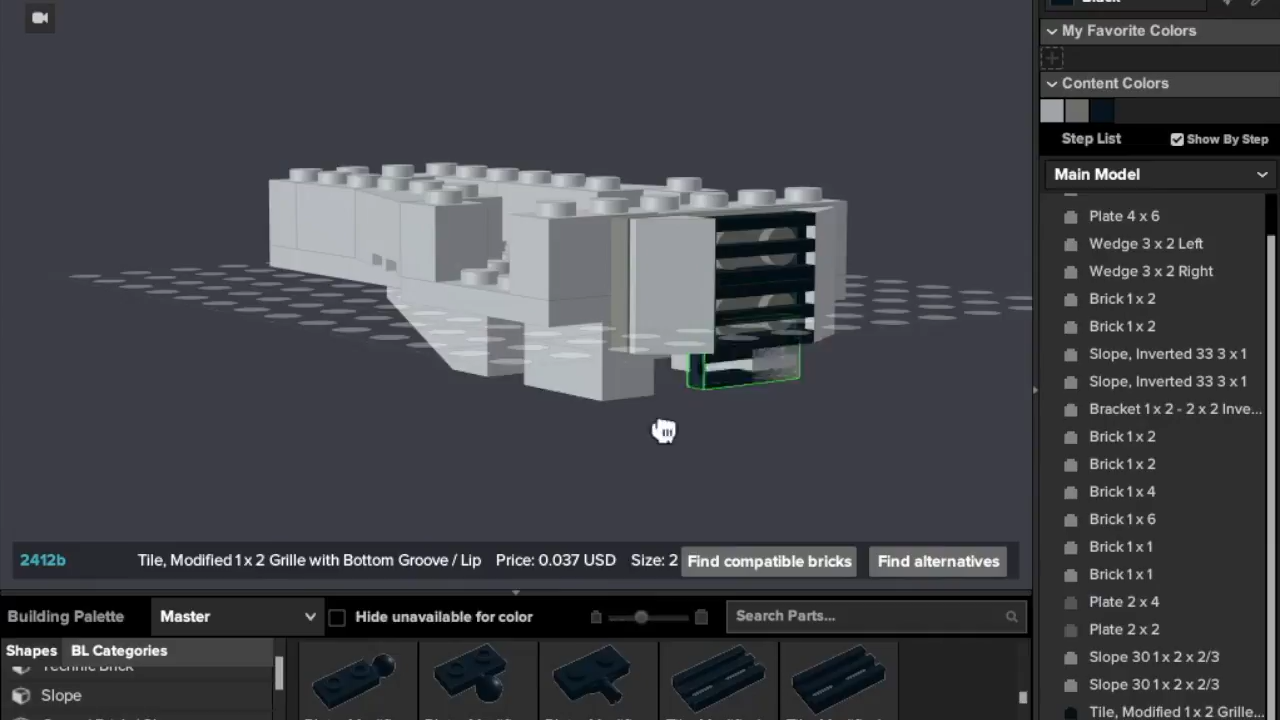 Black
My Favorite Colors
Content Colors
Step List
Show By Step
Main Model
Plate 4 x 6
Wedge 3 x 2 Left
Wedge 3 x 2 Right
Brick 1 x 2
Brick 1 x 2
Slope, Inverted 33 3 x 1
Slope, Inverted 33 3 x 1
Bracket 1 x 2 - 2 x 2 Inve...
Brick 1 x 2
Brick 1 x 2
Brick 1 x 4
Brick 1 x 6
Brick 1 x 1
Brick 1 x 1
Plate 2 x 4
Plate 2 x 2
Slope 30 1 x 2 x 2/3
Slope 30 1 x 2 x 2/3
Tile, Modified 1 x 2 Grille...
2412b Tile, Modified 1 x 2 Grille with Bottom Groove / Lip Price: 0.037 USD Size: 2 Find compatible bricks Find alternatives
Building Palette Master Hide unavailable for color Search Parts...
Shapes BL Categories
Technic Brick
Slope